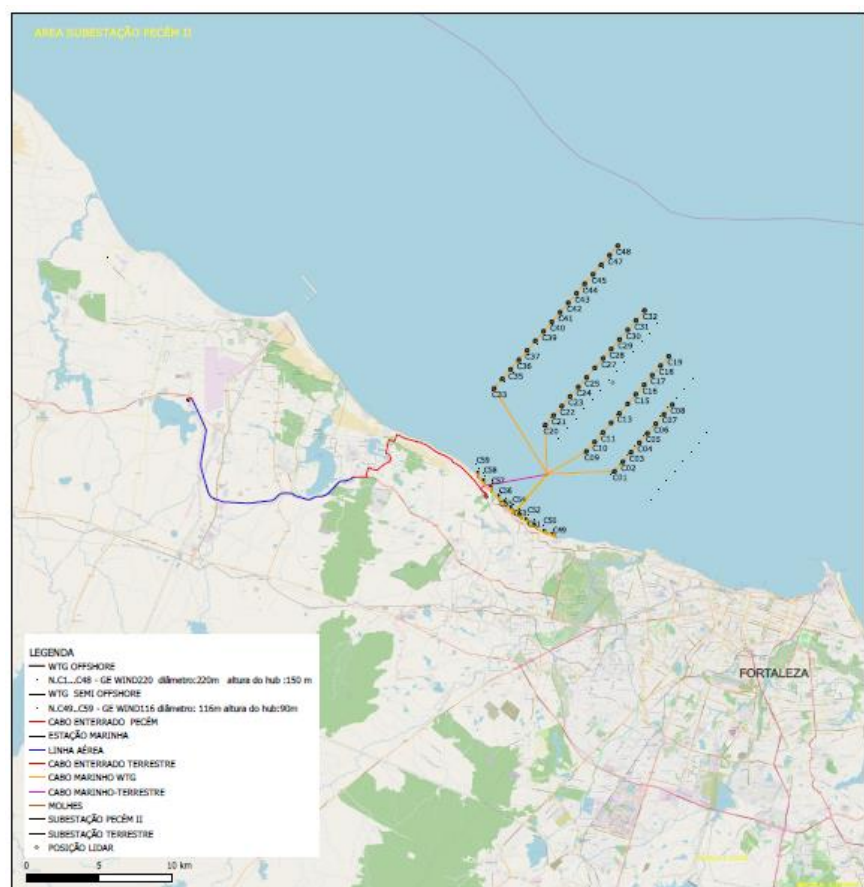 AREA SUBESTAÇÃO PECÉM II
C48
C47
C45
C44
C43
C42
C41
C40
C39
C37
C36
C35
C33
C32
C31
C30
C29
C28
C27
C25
C24
C23
C22
C21
C20
C19
C18
C17
C16
C15
C13
C11
C10
C09
C08
C07
C06
C05
C04
C03
C02
C01
C59
C58
C57
C56
C54
C52
C51
C50
C49
FORTALEZA
LEGENDA
WTG OFFSHORE
N.C1...C48 - GE WIND220 diâmetro:220m altura do hub :150 m
WTG SEMI OFFSHORE
N.C49..C59 - GE WIND116 diâmetro: 116m altura do hub:90m
CABO ENTERRADO PECÉM
ESTAÇÃO MARINHA
LINHA AÉREA
CABO ENTERRADO TERRESTRE
CABO MARINHO WTG
CABO MARINHO-TERRESTRE
MOLHES
SUBESTAÇÃO PECÉM II
SUBESTAÇÃO TERRESTRE
POSIÇÃO LIDAR
0 5 10 km